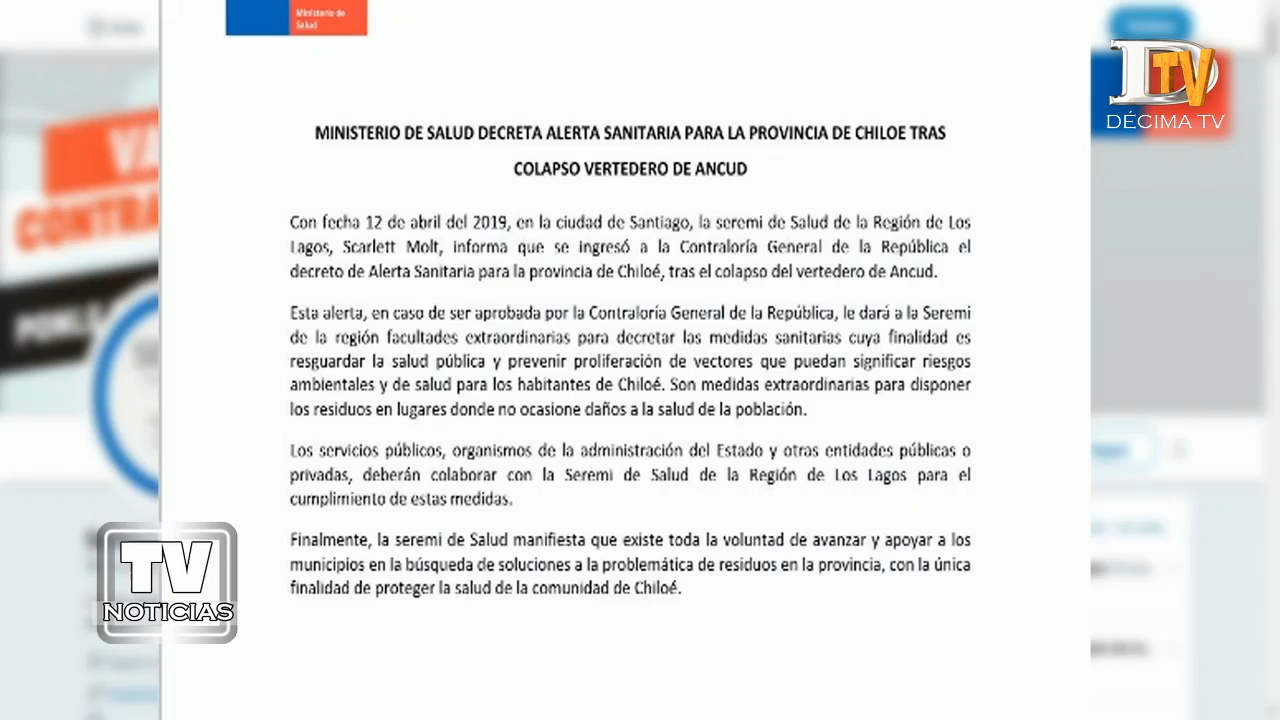 Ministerio de
Salud
DTV
DÉCIMA TV
MINISTERIO DE SALUD DECRETA ALERTA SANITARIA PARA LA PROVINCIA DE CHILOE TRAS
COLAPSO VERTEDERO DE ANCUD
Con fecha 12 de abril del 2019, en la ciudad de Santiago, la seremi de Salud de la Región de Los
Lagos, Scarlett Molt, informa que se ingresó a la Contraloría General de la República el
decreto de Alerta Sanitaria para la provincia de Chiloé, tras el colapso del vertedero de Ancud.
Esta alerta, en caso de ser aprobada por la Contraloría General de la República, le dará a la Seremi
de la región facultades extraordinarias para decretar las medidas sanitarias cuya finalidad es
resguardar la salud pública y prevenir proliferación de vectores que puedan significar riesgos
ambientales y de salud para los habitantes de Chiloé. Son medidas extraordinarias para disponer
los residuos en lugares donde no ocasione daños a la salud de la población.
Los servicios públicos, organismos de la administración del Estado y otras entidades públicas o
privadas, deberán colaborar con la Seremi de Salud de la Región de Los Lagos para el
cumplimiento de estas medidas.
Finalmente, la seremi de Salud manifiesta que existe toda la voluntad de avanzar y apoyar a los
municipios en la búsqueda de soluciones a la problemática de residuos en la provincia, con la única
finalidad de proteger la salud de la comunidad de Chiloé.
TV
NOTICIAS